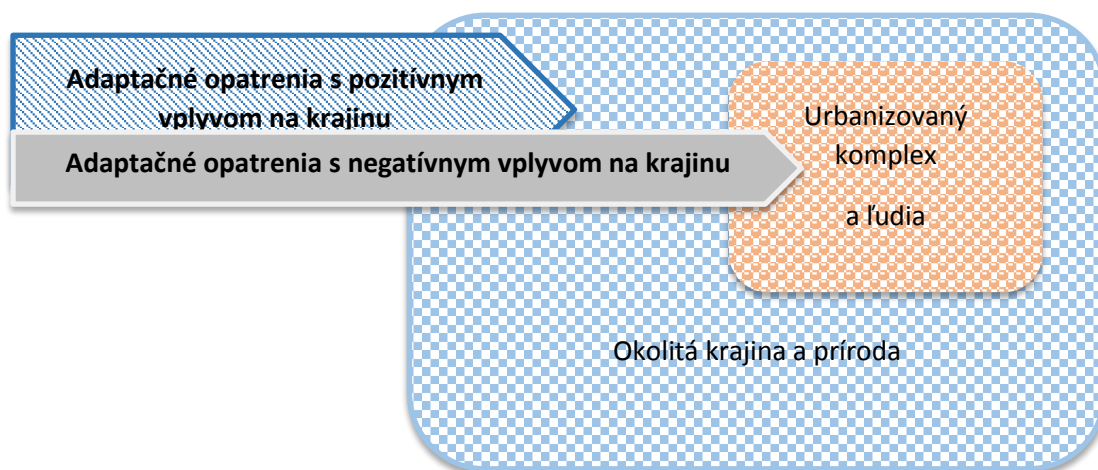 Adaptačné opatrenia s pozitívnym
vplyvom na krajinu
Adaptačné opatrenia s negatívnym vplyvom na krajinu
Urbanizovaný
komplex
a ľudia
Okolitá krajina a príroda